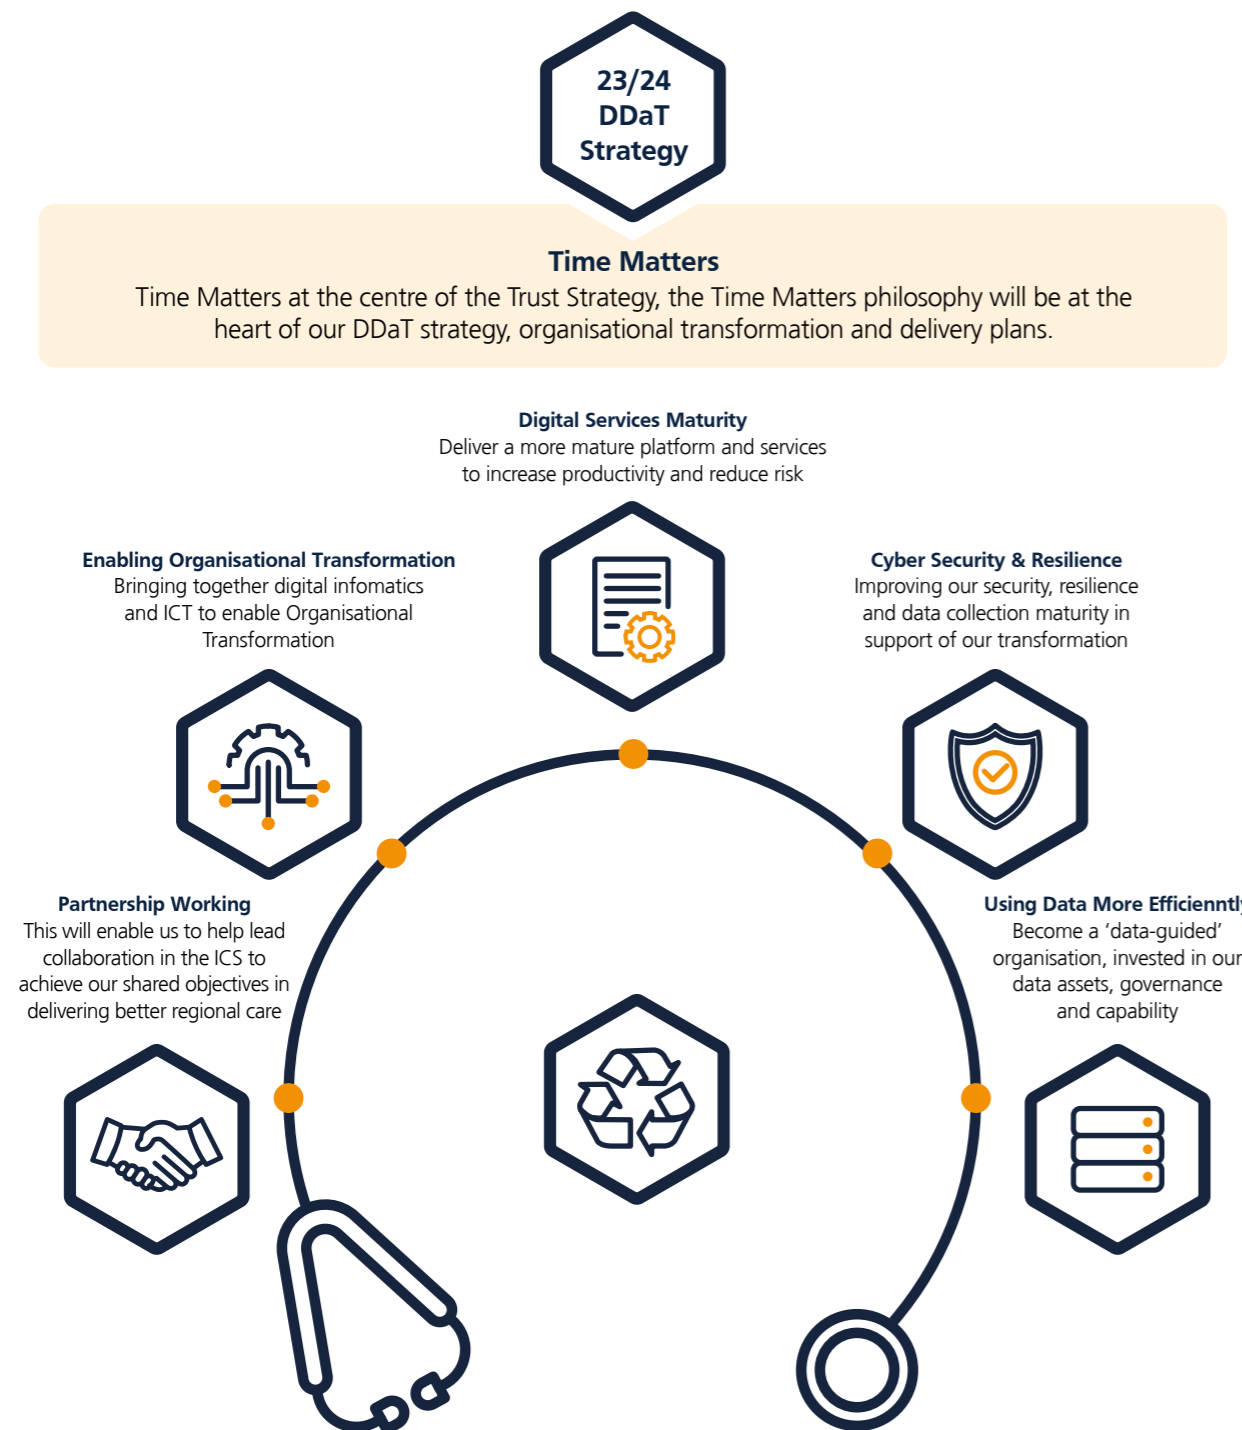 23/24
DDaT
Strategy
Time Matters
Time Matters at the centre of the Trust Strategy, the Time Matters philosophy will be at the
heart of our DDaT strategy, organisational transformation and delivery plans.
Digital Services Maturity
Deliver a more mature platform and services
to increase productivity and reduce risk
Enabling Organisational Transformation
Bringing together digital infomatics
and ICT to enable Organisational
Transformation
Cyber Security & Resilience
Improving our security, resilience
and data collection maturity in
support of our transformation
Partnership Working
This will enable us to help lead
collaboration in the ICS to
achieve our shared objectives in
delivering better regional care
Using Data More Efficienntly
Become a ‘data-guided’
organisation, invested in our
data assets, governance
and capability